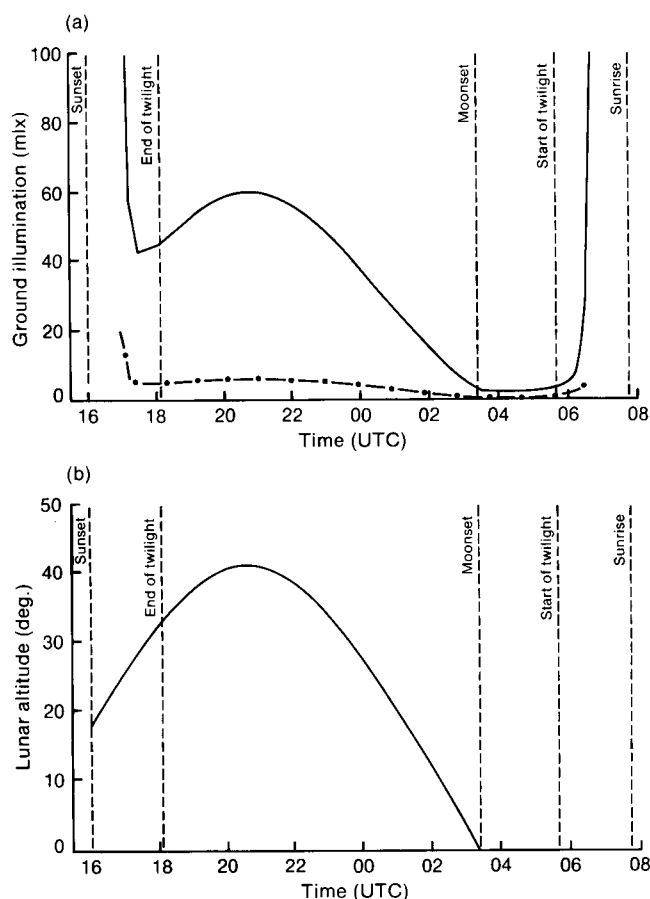 (a)
Ground illumination (mlx)
100
80
60
40
20
0
Sunset
End of twilight
Moonset
Start of twilight
Sunrise
16 18 20 22 00 02 04 06 08
Time (UTC)
(b)
Lunar altitude (deg.)
50
40
30
20
10
0
Sunset
End of twilight
Moonset
Start of twilight
Sunrise
16 18 20 22 00 02 04 06 08
Time (UTC)